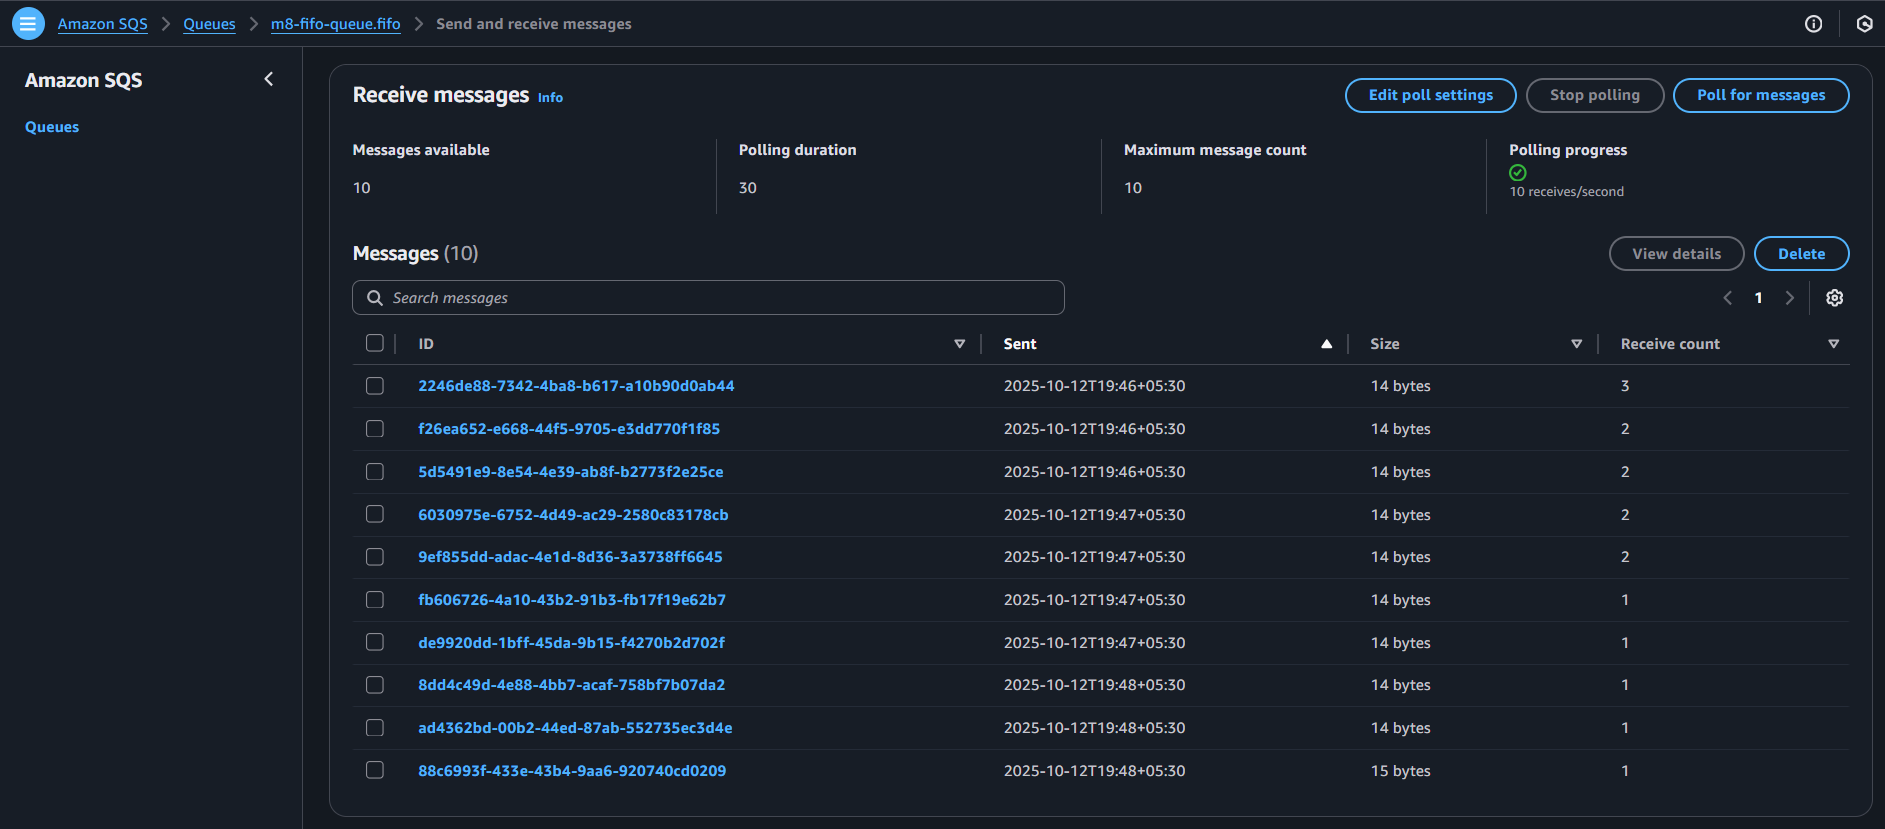 Amazon SQS > Queues > m8-fifo-queue.fifo > Send and receive messages
Amazon SQS
Queues
Receive messages Info
Edit poll settings Stop polling Poll for messages
Messages available Polling duration Maximum message count Polling progress
10 30 10
10 receives/second
Messages (10)
View details Delete
Search messages
1
ID Sent Size Receive count
2246de88-7342-4ba8-b617-a10b90d0ab44 2025-10-12T19:46+05:30 14 bytes 3
f26ea652-e668-44f5-9705-e3dd770f1f85 2025-10-12T19:46+05:30 14 bytes 2
5d5491e9-8e54-4e39-ab8f-b2773f2e25ce 2025-10-12T19:46+05:30 14 bytes 2
6030975e-6752-4d49-ac29-2580c83178cb 2025-10-12T19:47+05:30 14 bytes 2
9ef855dd-adac-4e1d-8d36-3a3738ff6645 2025-10-12T19:47+05:30 14 bytes 2
fb606726-4a10-43b2-91b3-fb17f19e62b7 2025-10-12T19:47+05:30 14 bytes 1
de9920dd-1bff-45da-9b15-f4270b2d702f 2025-10-12T19:47+05:30 14 bytes 1
8dd4c49d-4e88-4bb7-acaf-758bf7b07da2 2025-10-12T19:48+05:30 14 bytes 1
ad4362bd-00b2-44ed-87ab-552735ec3d4e 2025-10-12T19:48+05:30 14 bytes 1
88c6993f-433e-43b4-9aa6-920740cd0209 2025-10-12T19:48+05:30 15 bytes 1